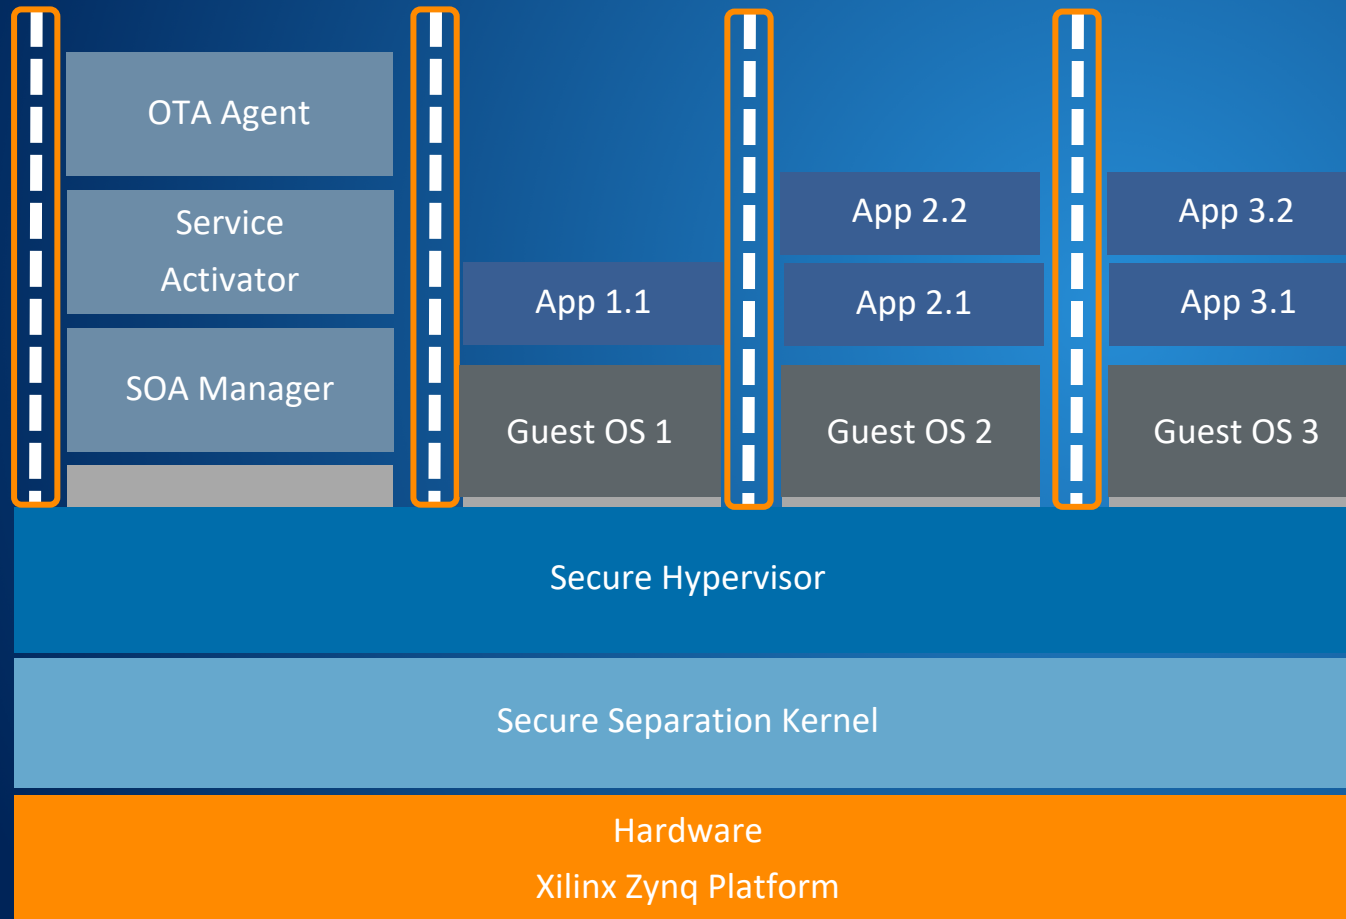 OTA Agent
Service
Activator
SOA Manager
App 1.1
Guest OS 1
App 2.2
App 2.1
Guest OS 2
App 3.2
App 3.1
Guest OS 3
Secure Hypervisor
Secure Separation Kernel
Hardware
Xilinx Zynq Platform